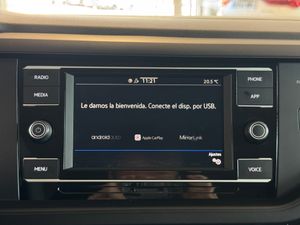 11:21 20.5 °C
RADIO
PHONE
MEDIA
APP
Le damos la bienvenida. Conecte el disp. por USB.
androidauto Apple CarPlay MirrorLink
Ajustes
MENU
VOICE